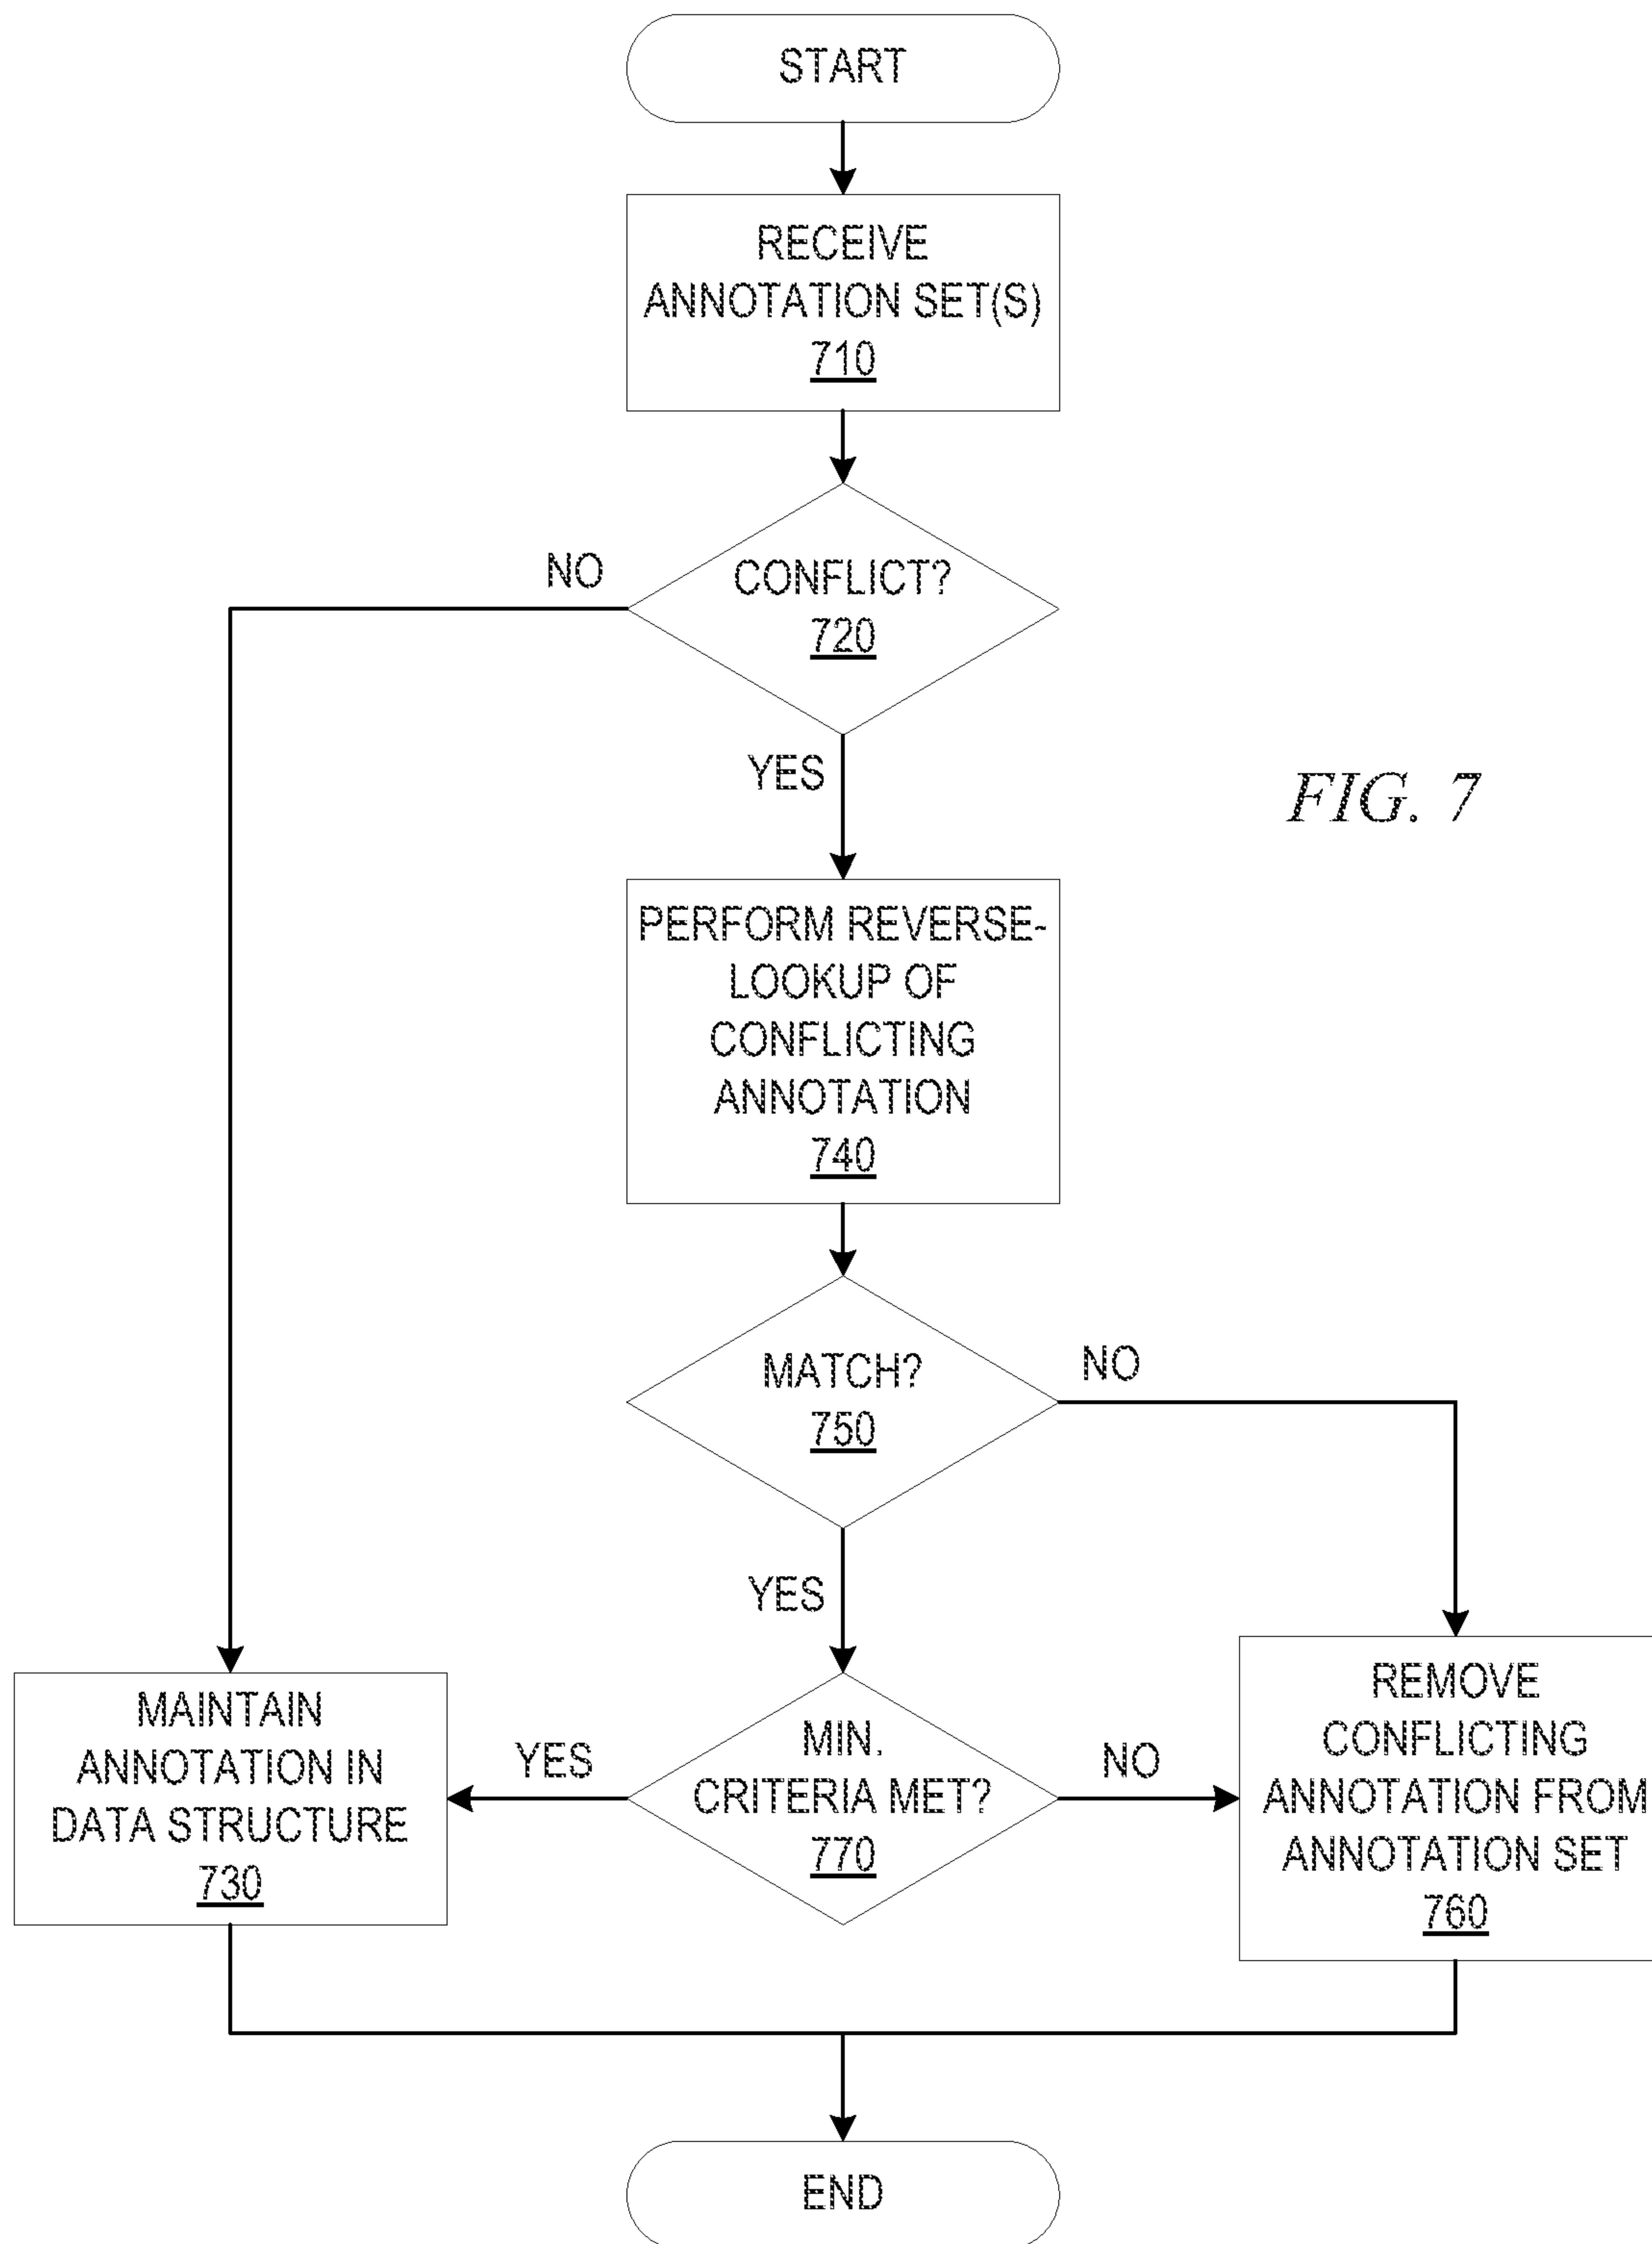 START
RECEIVE
ANNOTATION SET(S)
710
NO
CONFLICT?
720
YES
FIG. 7
PERFORM REVERSE-
LOOKUP OF
CONFLICTING
ANNOTATION
740
MATCH?
750
NO
YES
MAINTAIN
ANNOTATION IN
DATA STRUCTURE
730
YES
MIN.
CRITERIA MET?
770
NO
REMOVE
CONFLICTING
ANNOTATION FROM
ANNOTATION SET
760
END